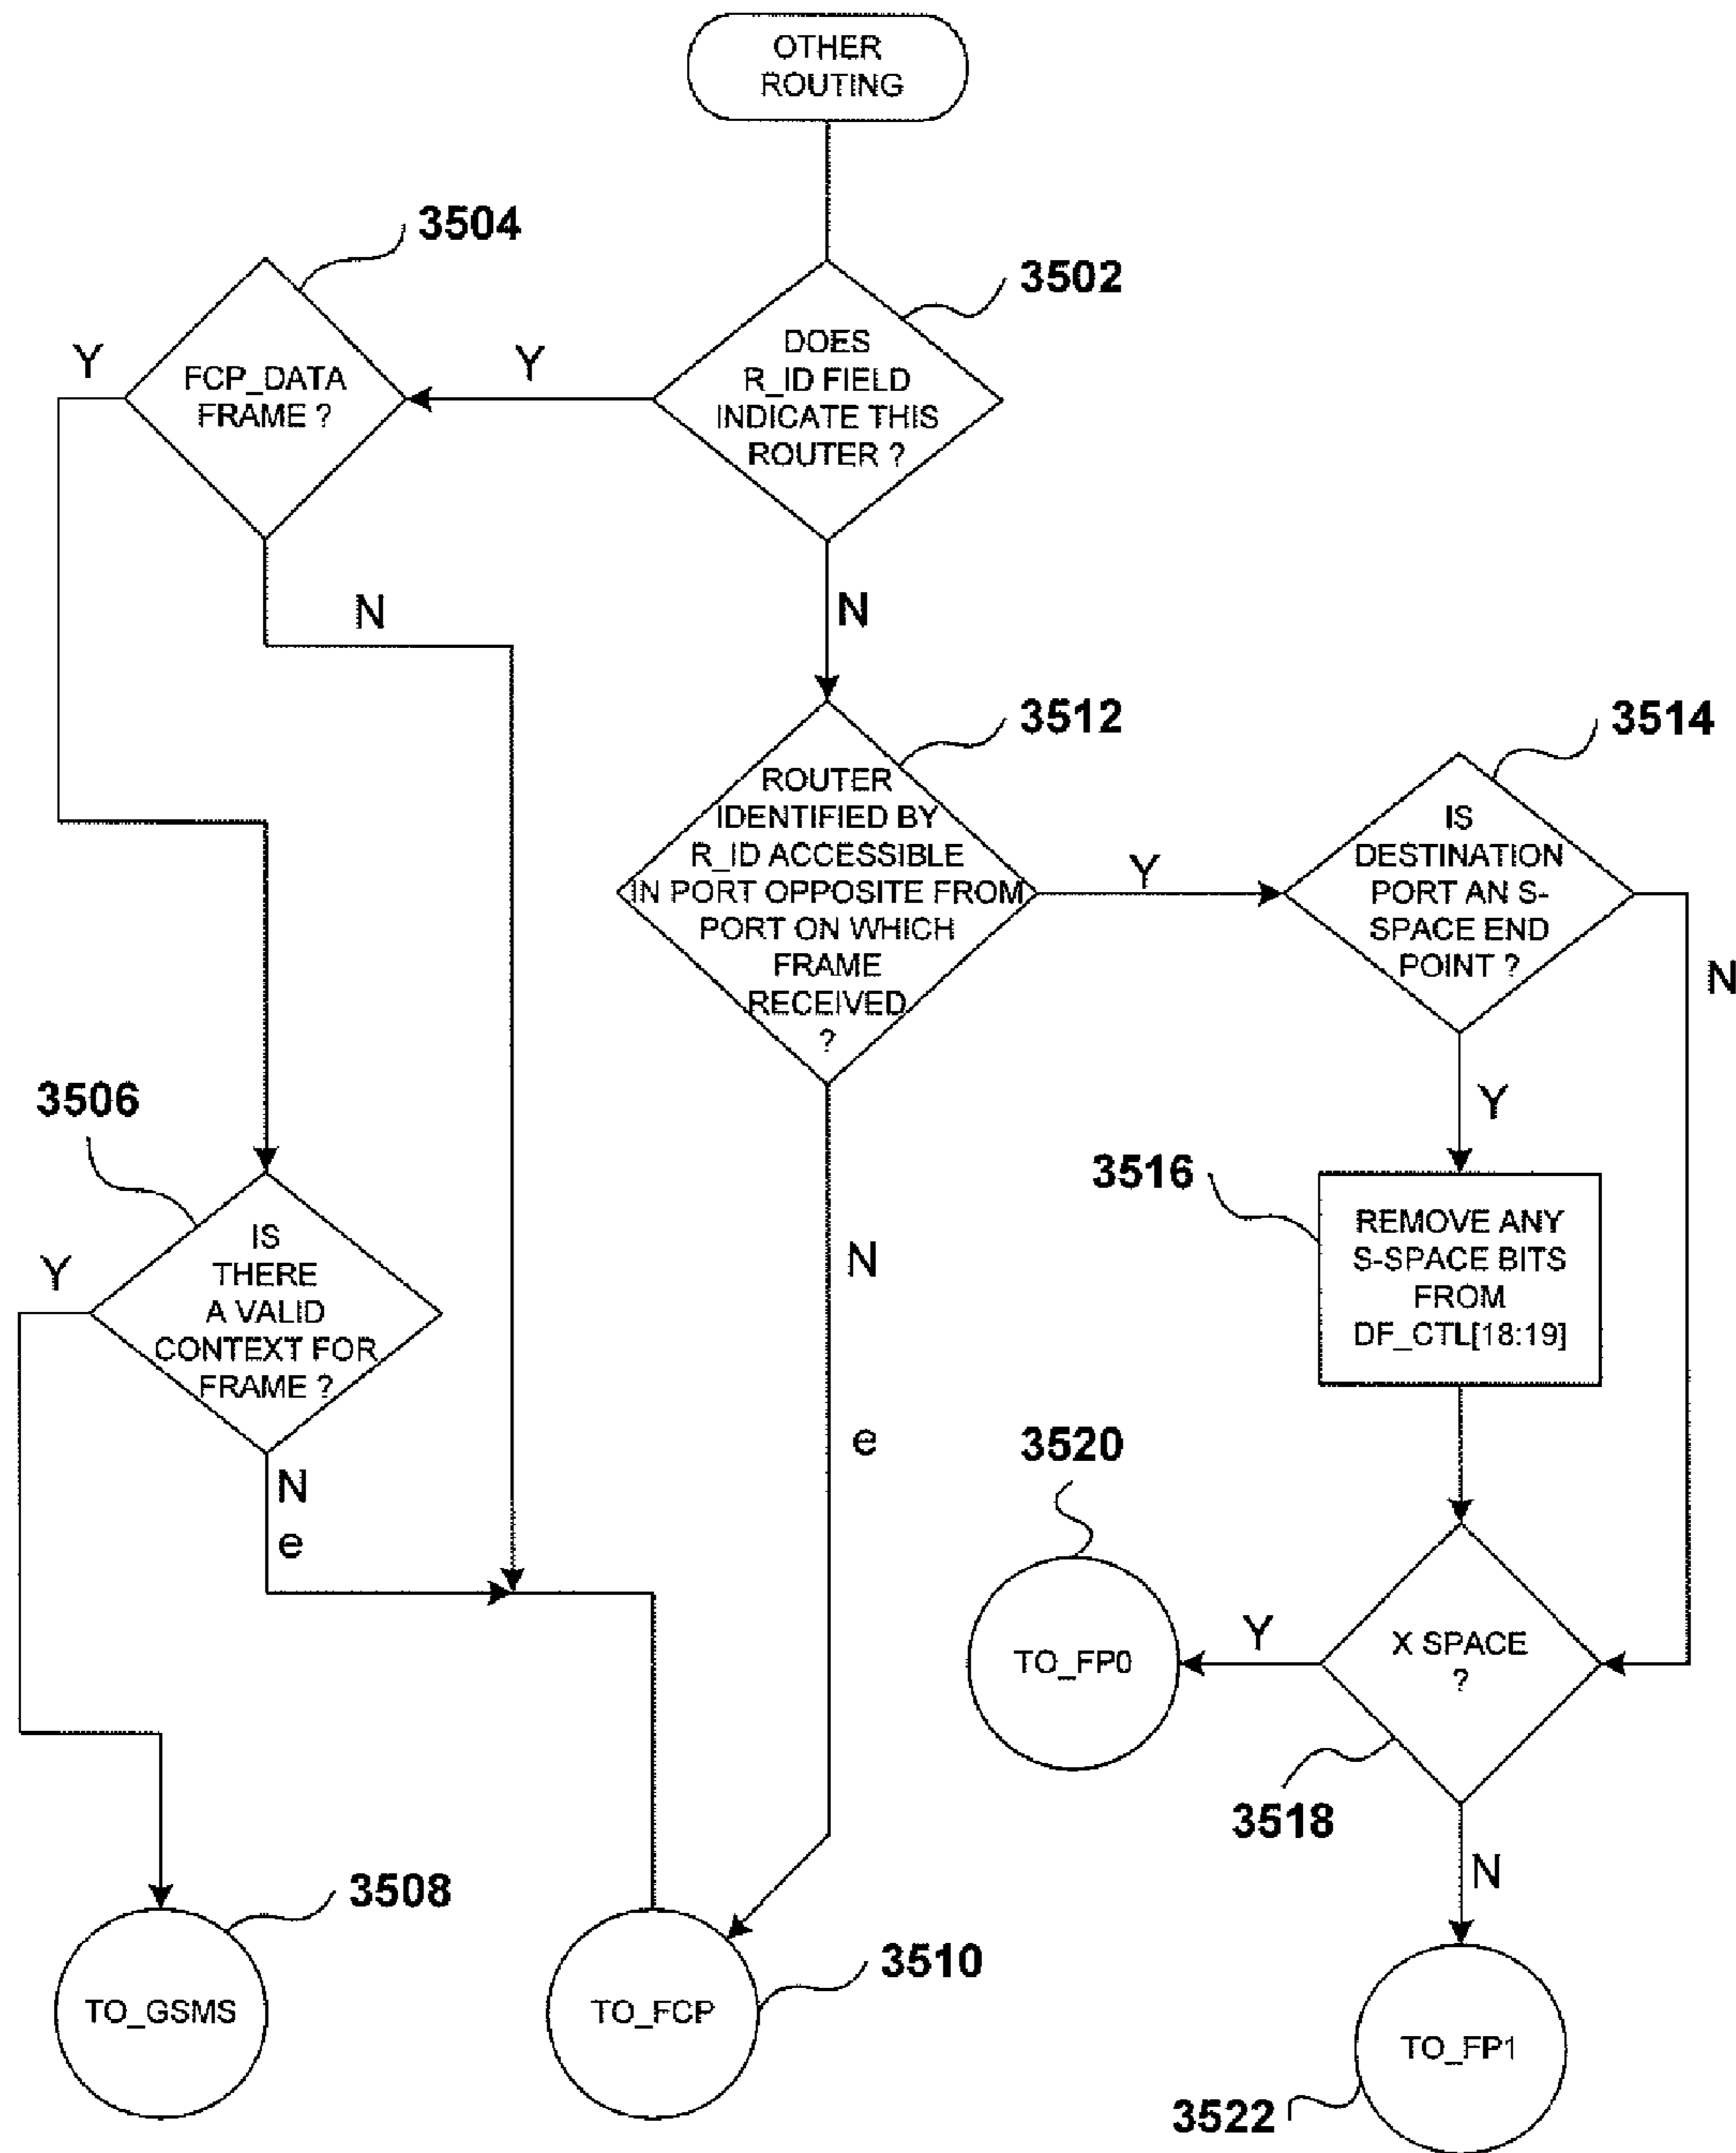 OTHER
ROUTING
3504
3502
DOES
R_ID FIELD
INDICATE THIS
ROUTER ?
Y
FCP_DATA
FRAME ?
Y
N
N
3512
3514
ROUTER
IDENTIFIED BY
R_ID ACCESSIBLE
IN PORT OPPOSITE FROM
PORT ON WHICH
FRAME
RECEIVED
?
Y
IS
DESTINATION
PORT AN S-
SPACE END
POINT ?
N
Y
3506
3516
REMOVE ANY
S-SPACE BITS
FROM
DF_CTL[18:19]
IS
THERE
A VALID
CONTEXT FOR
FRAME ?
Y
N
e
N
e
3520
TO_FP0
Y
X SPACE
?
3518
N
3508
TO_GSMS
3510
TO_FCP
TO_FP1
3522